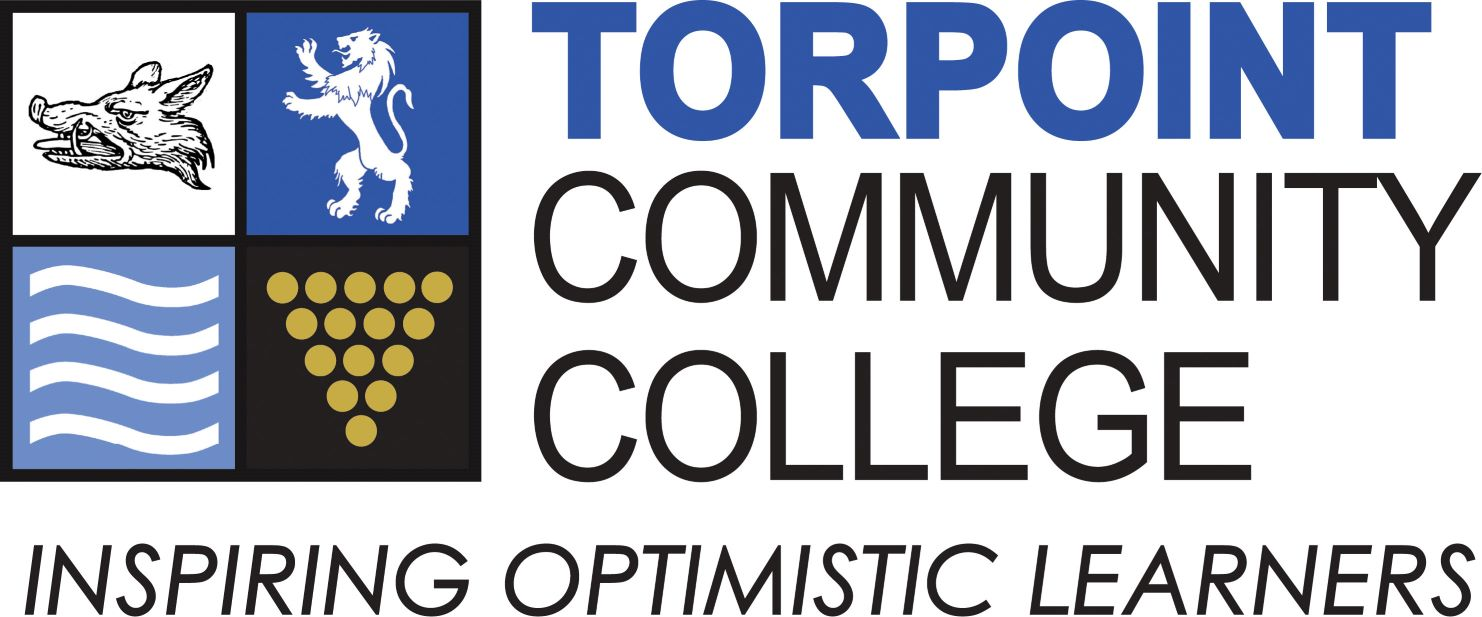 TORPOINT
COMMUNITY
COLLEGE
INSPIRING OPTIMISTIC LEARNERS